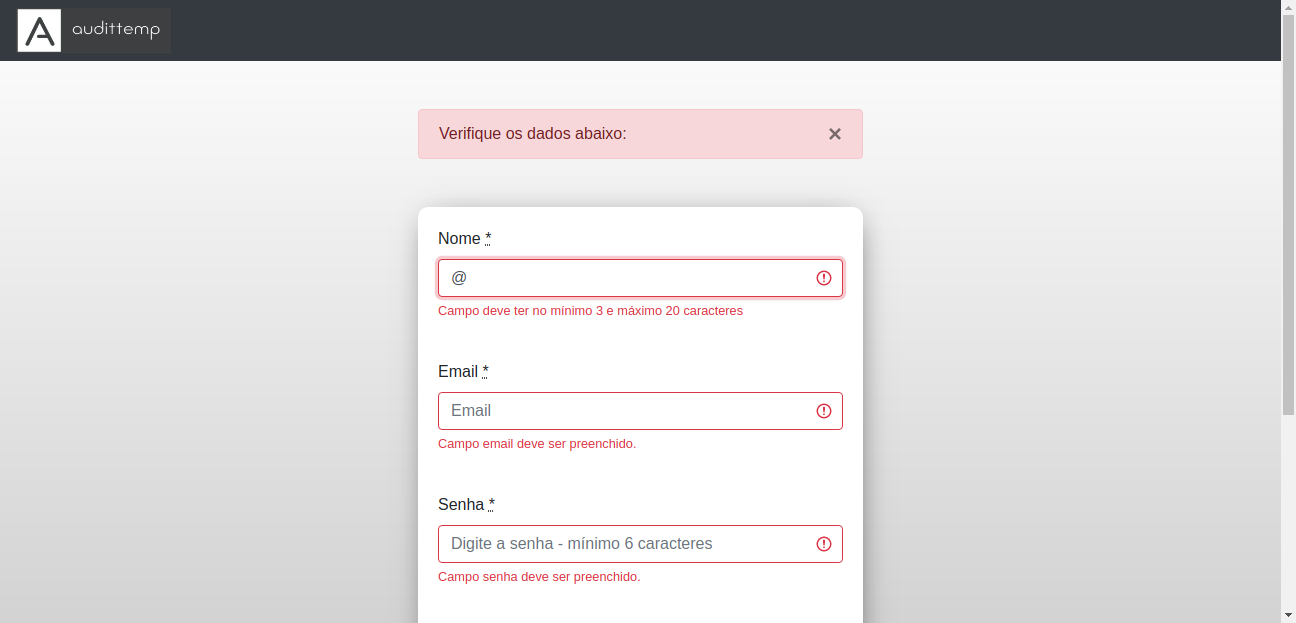 audittemp
Verifique os dados abaixo: ×
Nome *
@
Campo deve ter no mínimo 3 e máximo 20 caracteres
Email *
Email
Campo email deve ser preenchido.
Senha *
Digite a senha - mínimo 6 caracteres
Campo senha deve ser preenchido.